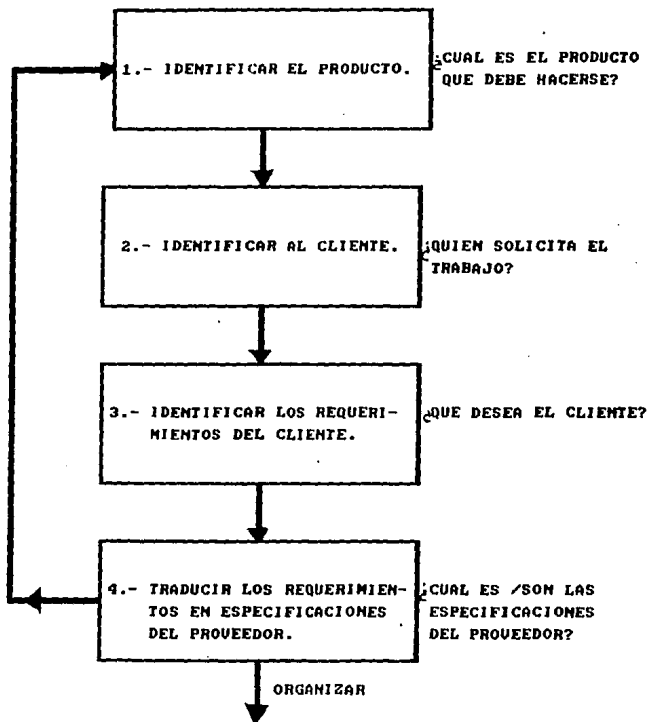 1.- IDENTIFICAR EL PRODUCTO.
¿CUAL ES EL PRODUCTO
QUE DEBE HACERSE?
2.- IDENTIFICAR AL CLIENTE.
¿QUIEN SOLICITA EL
TRABAJO?
3.- IDENTIFICAR LOS REQUERI-
MIENTOS DEL CLIENTE.
¿QUE DESEA EL CLIENTE?
4.- TRADUCIR LOS REQUERIMIEN-
TOS EN ESPECIFICACIONES
DEL PROVEEDOR.
¿CUAL ES /SON LAS
ESPECIFICACIONES
DEL PROVEEDOR?
ORGANIZAR